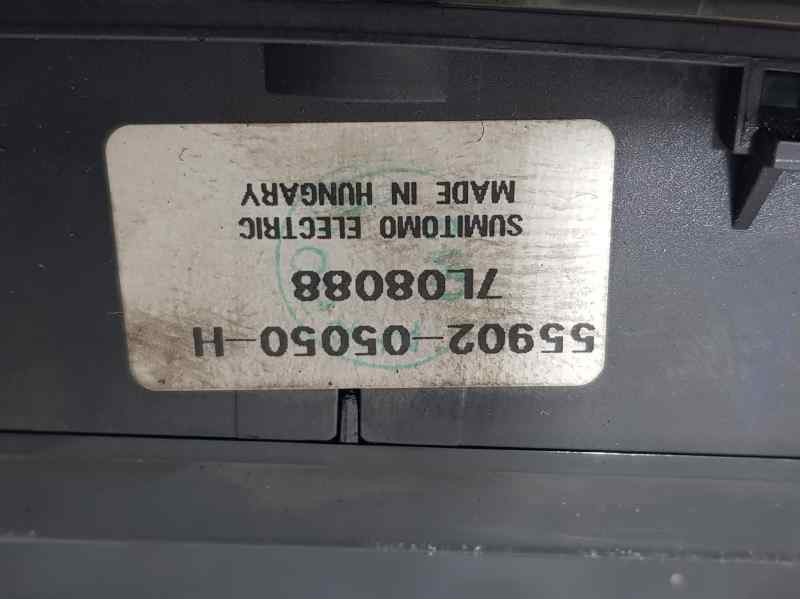 55902-05050-H
7L08088
SUMITOMO ELECTRIC
MADE IN HUNGARY